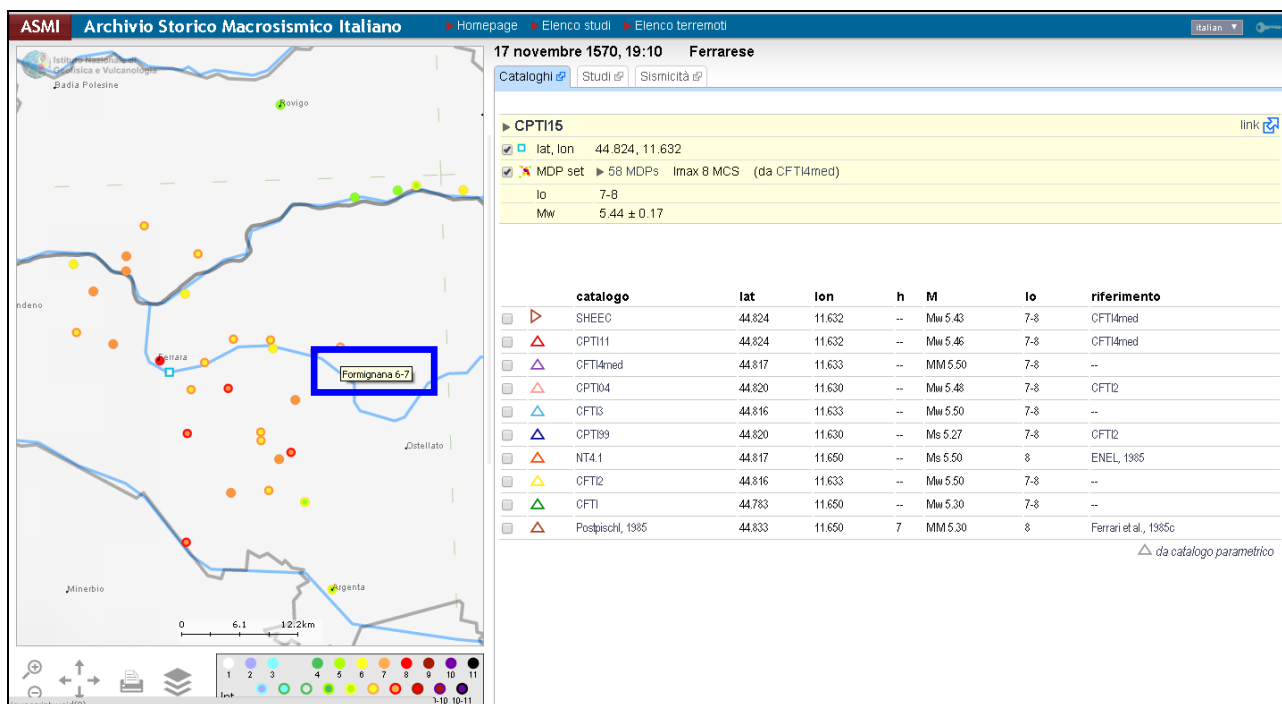 ASMI Archivio Storico Macrosismico Italiano Homepage Elenco studi Elenco terremoti italian
Istituto Nazionale di
Geofisica e Vulcanologia
Badia Polesine
Rovigo
ndeno
Ferrara
Formignana 6-7
Ostellato
Minerbio
Argenta
0 6.1 12.2km
1 2 3 4 5 6 7 8 9 10 11
Int
10-11
17 novembre 1570, 19:10 Ferrarese
Cataloghi Studi Sismicità
CPTI15 link
lat, lon 44.824, 11.632
MDP set 58 MDPs Imax 8 MCS (da CFTI4med)
Io 7-8
Mw 5.44 ± 0.17
catalogo lat lon h M Io riferimento
SHEEC 44.824 11.632 -- Mw 5.43 7-8 CFTI4med
CPTI11 44.824 11.632 -- Mw 5.46 7-8 CFTI4med
CFTI4med 44.817 11.633 -- MM 5.50 7-8 --
CPTI04 44.820 11.630 -- Mw 5.48 7-8 CFTI2
CFTI3 44.816 11.633 -- Mw 5.50 7-8 --
CPTI99 44.820 11.630 -- Ms 5.27 7-8 CFTI2
NT4.1 44.817 11.650 -- Ms 5.50 8 ENEL, 1985
CFTI2 44.816 11.633 -- Mw 5.50 7-8 --
CFTI 44.783 11.650 -- Mw 5.30 7-8 --
Postpischl, 1985 44.833 11.650 7 MM 5.30 8 Ferrari et al., 1985c
da catalogo parametrico